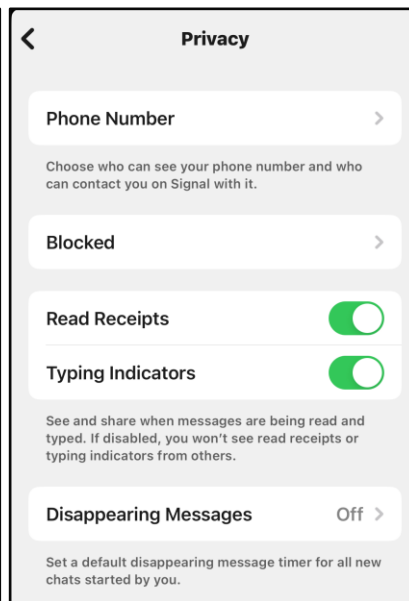 Privacy
Phone Number
Choose who can see your phone number and who
can contact you on Signal with it.
Blocked
Read Receipts
Typing Indicators
See and share when messages are being read and
typed. If disabled, you won't see read receipts or
typing indicators from others.
Disappearing Messages Off
Set a default disappearing message timer for all new
chats started by you.